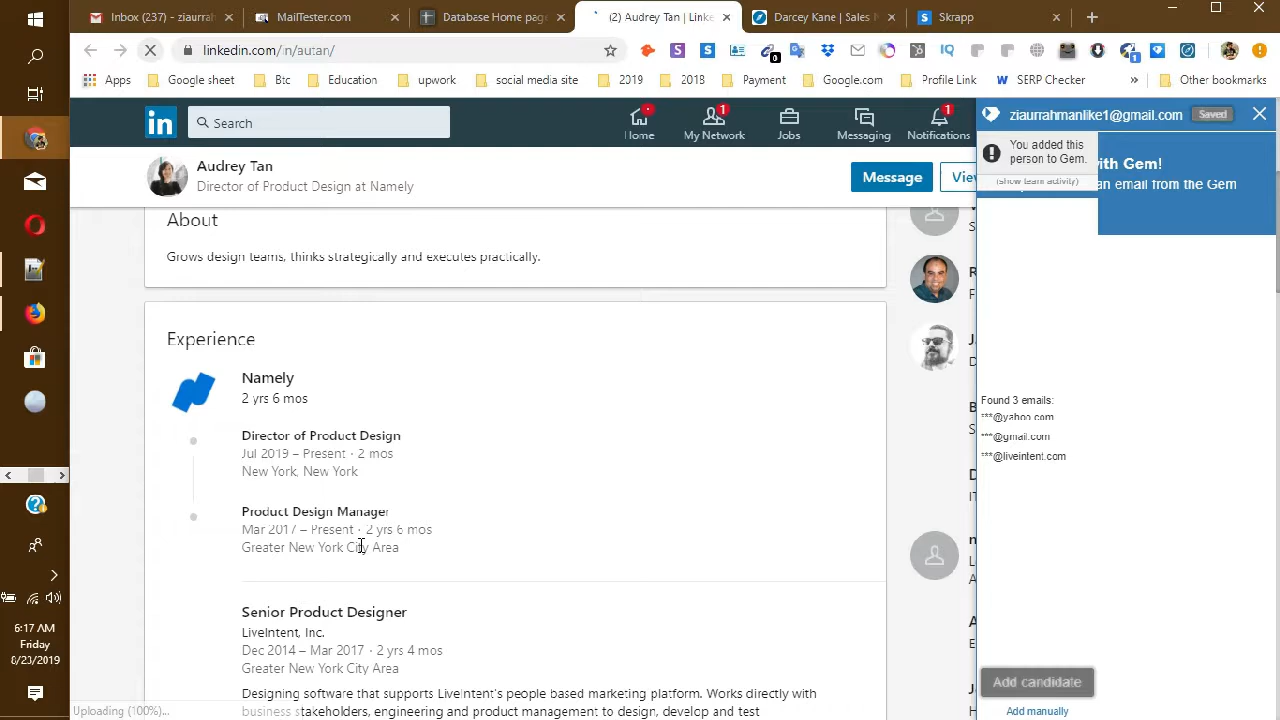 Inbox (237) - ziaurrah
MailTester.com
Database Home pag
(2) Audrey Tan | Linke
Darcey Kane | Sales
Skrapp
linkedin.com/in/autan/
Apps
Google sheet
Btc
Education
upwork
social media site
2019
2018
Payment
Google.com
Profile Link
SERP Checker
Other bookmarks
in
Search
Home
My Network
1
Jobs
Messaging
Notifications
1
ziaurrahmanlike1@gmail.com
Saved
You added this
person to Gem.
(show team activity)
with Gem!
an email from the Gem
Audrey Tan
Director of Product Design at Namely
Message
View
About
Grows design teams, thinks strategically and executes practically.
Experience
Namely
2 yrs 6 mos
Director of Product Design
Jul 2019 – Present · 2 mos
New York, New York
Product Design Manager
Mar 2017 – Present · 2 yrs 6 mos
Greater New York City Area
Senior Product Designer
LiveIntent, Inc.
Dec 2014 – Mar 2017 · 2 yrs 4 mos
Greater New York City Area
Designing software that supports LiveIntent's people based marketing platform. Works directly with
business stakeholders, engineering and product management to design, develop and test
Found 3 emails:
***@yahoo.com
***@gmail.com
***@liveintent.com
Add candidate
Add manually
Uploading (100%)...
6:17 AM
Friday
8/23/2019